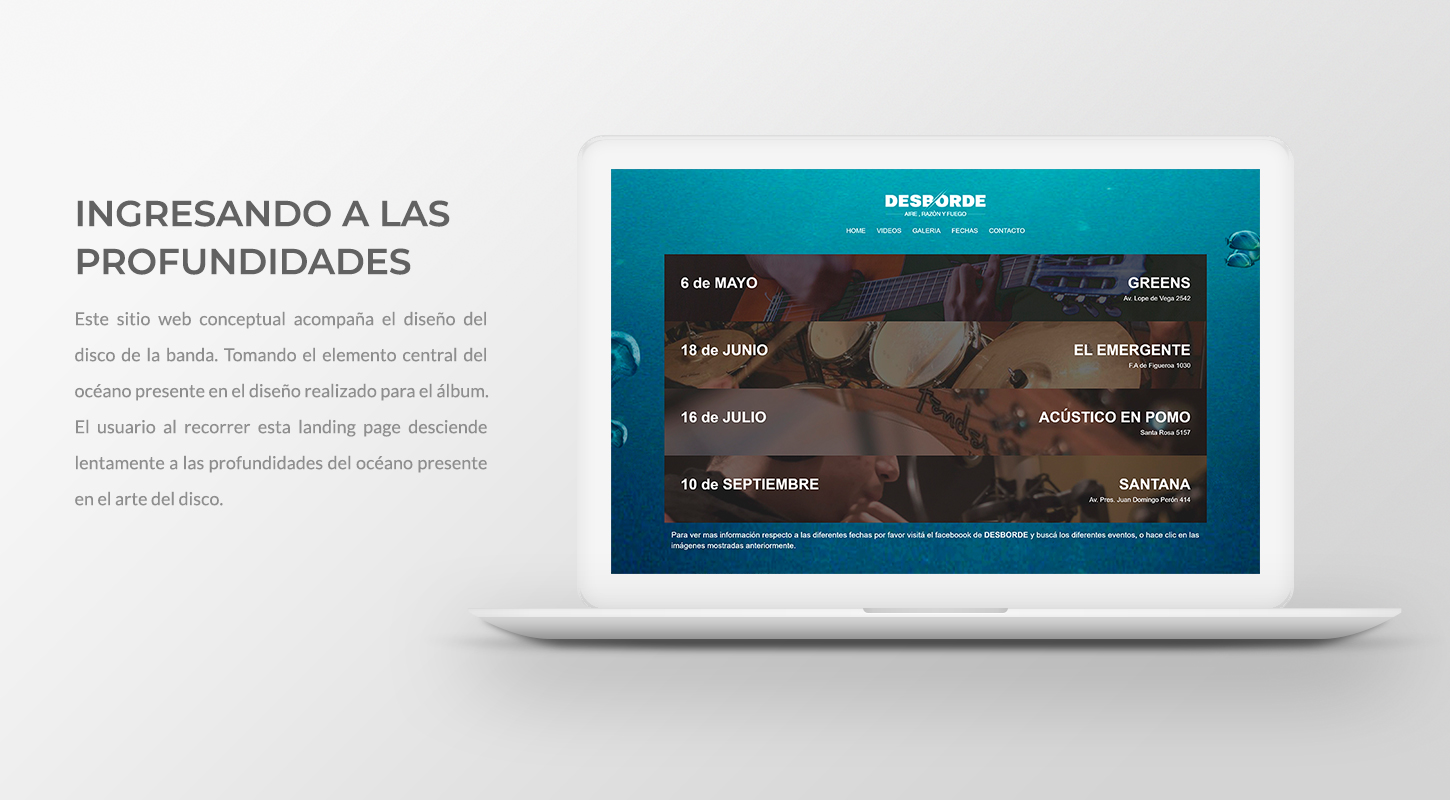 INGRESANDO A LAS
PROFUNDIDADES
Este sitio web conceptual acompaña el diseño del
disco de la banda. Tomando el elemento central del
océano presente en el diseño realizado para el álbum.
El usuario al recorrer esta landing page desciende
lentamente a las profundidades del océano presente
en el arte del disco.
DESBORDE
AIRE , RAZÓN Y FUEGO
HOME VIDEOS GALERIA FECHAS CONTACTO
6 de MAYO GREENS
Av. Lope de Vega 2542
18 de JUNIO EL EMERGENTE
F.A de Figueroa 1030
16 de JULIO ACÚSTICO EN POMO
Fender
Santa Rosa 5157
10 de SEPTIEMBRE SANTANA
Av. Pres. Juan Domingo Perón 414
Para ver mas información respecto a las diferentes fechas por favor visitá el faceboook de DESBORDE y buscá los diferentes eventos, o hace clic en las
imágenes mostradas anteriormente.